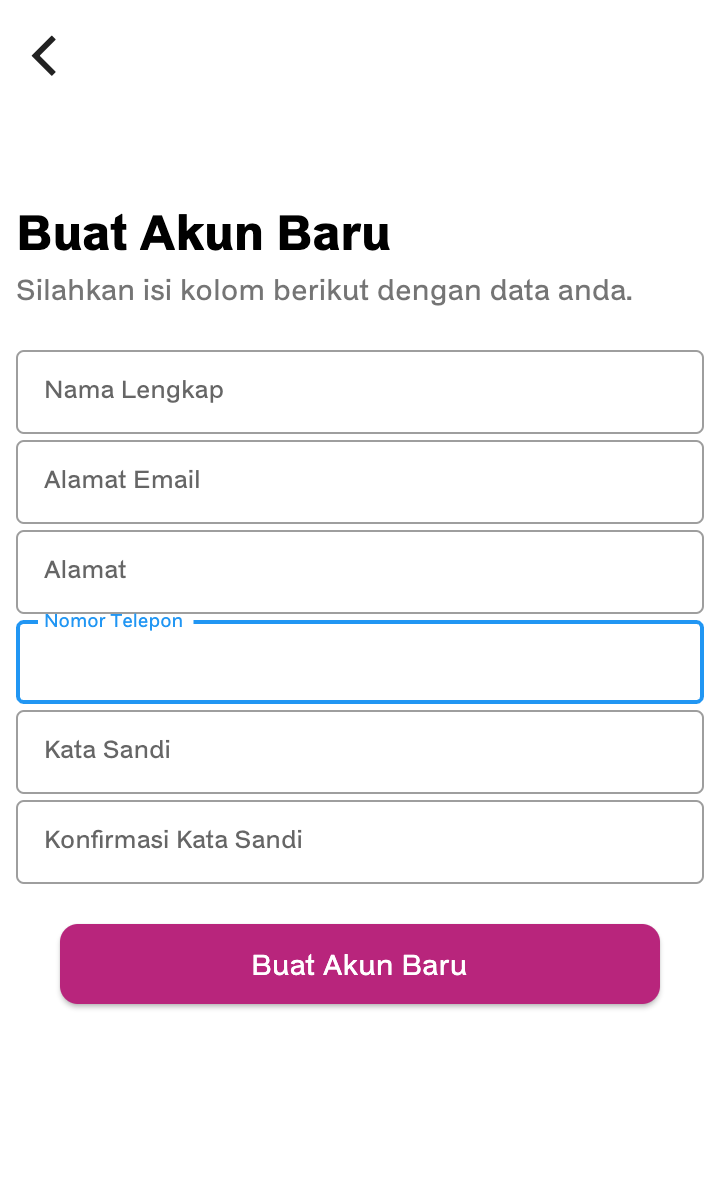 Buat Akun Baru
Silahkan isi kolom berikut dengan data anda.
Nama Lengkap
Alamat Email
Alamat
Nomor Telepon
Kata Sandi
Konfirmasi Kata Sandi
Buat Akun Baru